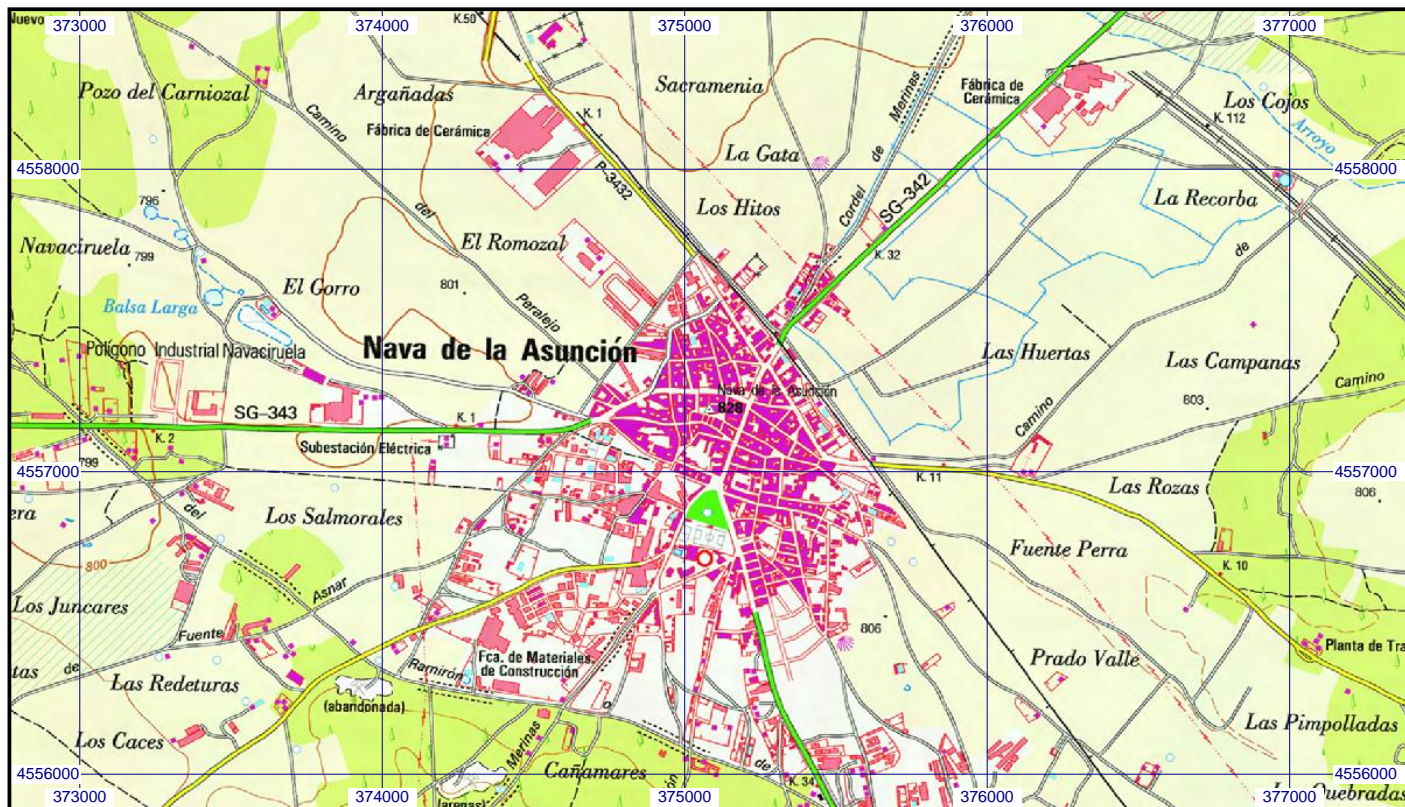 Nuevo
373000
374000
K.50
375000
376000
377000
Pozo del Carniozal
Argañadas
Sacramenia
Merinas
Fábrica de
Cerámica
Los Cojos
K. 112
Camino
Fábrica de Cerámica
K. 1
La Gata
de
Arroyo
4558000
4558000
P-3432
del
Los Hitos
Cordel
SG-342
La Recorba
796
Navaciruela
799
El Romozal
K. 32
de
El Gorro
801
Balsa Larga
Peralejo
Polígono Industrial Navaciruela
Nava de la Asunción
Las Huertas
Las Campanas
Nava de la Asunción
828
Camino
803
SG-343
K. 1
K. 2
Subestación Eléctrica
Camino
4557000
799
4557000
K. 11
Las Rozas
806
era
del
Los Salmorales
Fuente Perra
800
Asnar
K. 10
Los Juncares
Fuente
806
Planta de Tra
tas
de
Ramirón
Fca. de Materiales
de Construcción
Prado Valle
Las Redeturas
(abandonada)
o
Las Pimpolladas
Los Caces
Merinas
Cañamares
de
4556000
K. 34
4556000
373000
374000
(arenas)
ón
375000
376000
377000
Quebradas